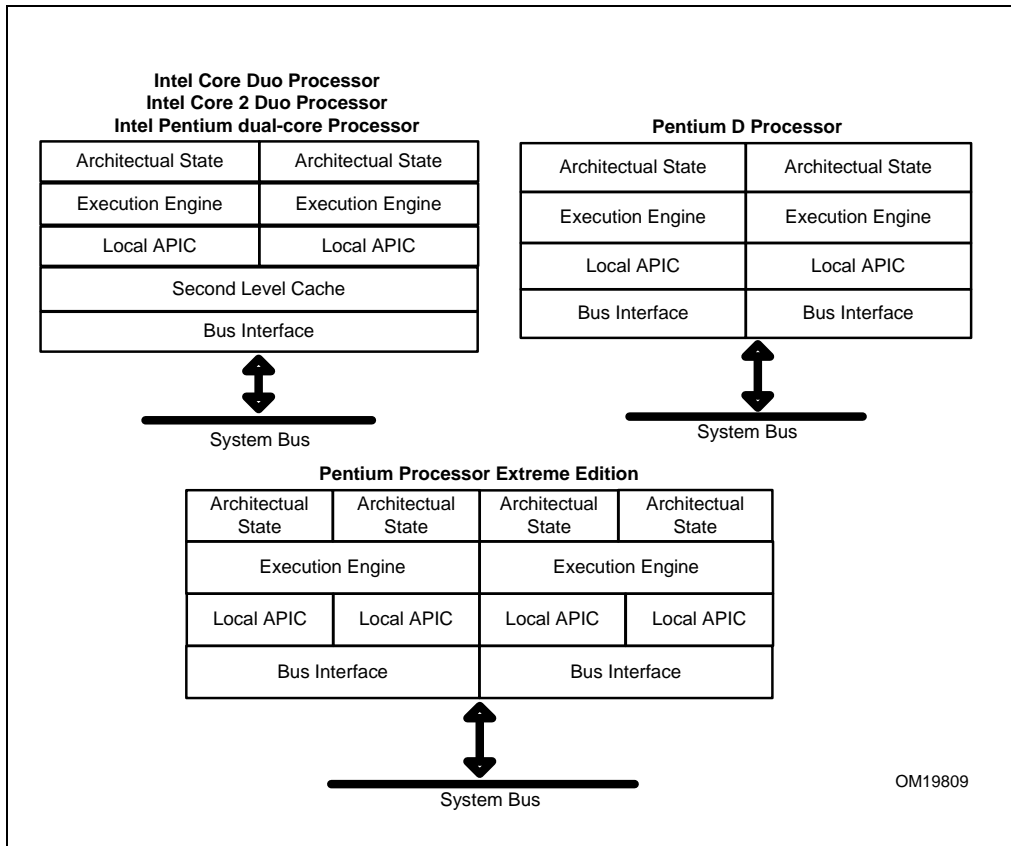 Intel Core Duo Processor
Intel Core 2 Duo Processor
Intel Pentium dual-core Processor
Architectual State Architectual State
Execution Engine Execution Engine
Local APIC Local APIC
Second Level Cache
Bus Interface
System Bus
Pentium D Processor
Architectual State Architectual State
Execution Engine Execution Engine
Local APIC Local APIC
Bus Interface Bus Interface
System Bus
Pentium Processor Extreme Edition
Architectual Architectual Architectual Architectual
State State State State
Execution Engine Execution Engine
Local APIC Local APIC Local APIC Local APIC
Bus Interface Bus Interface
System Bus
OM19809